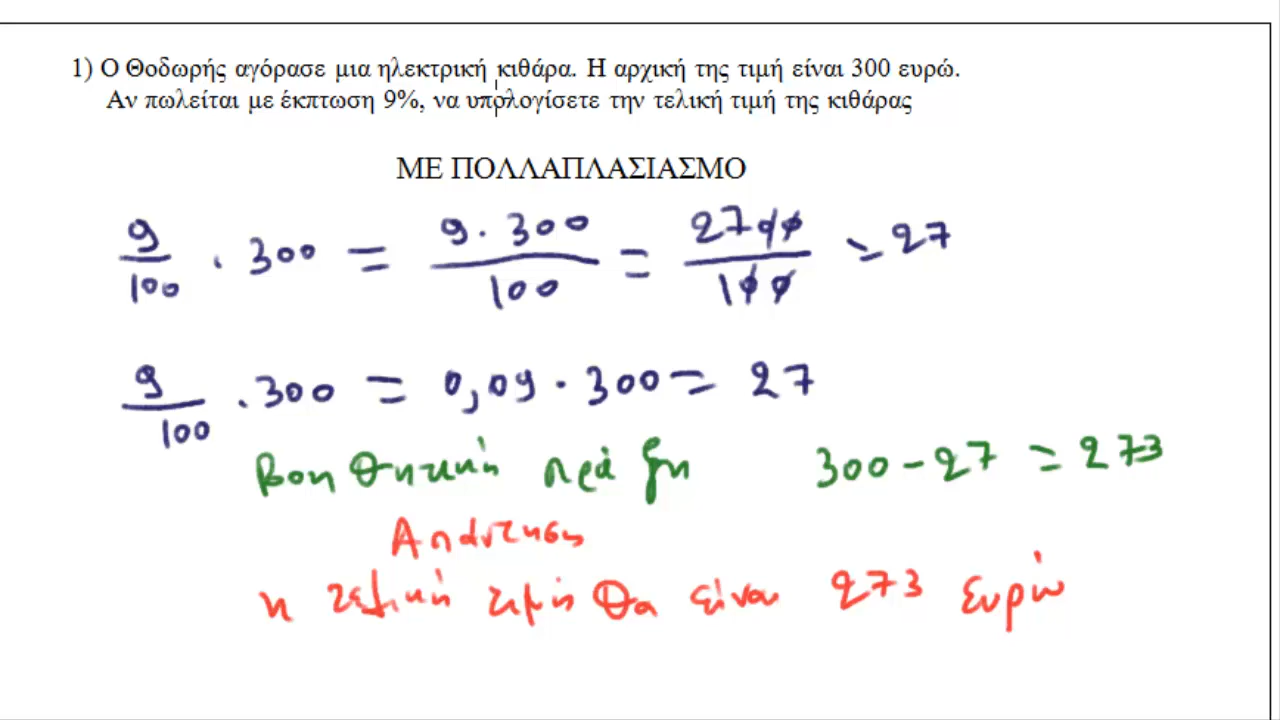 1) Ο Θοδωρής αγόρασε μια ηλεκτρική κιθάρα. Η αρχική της τιμή είναι 300 ευρώ.
Αν πωλείται με έκπτωση 9%, να υπολογίσετε την τελική τιμή της κιθάρας
ΜΕ ΠΟΛΛΑΠΛΑΣΙΑΣΜΟ
9/100 · 300 = 9 · 300/100 = 2700/100 = 27
9/100 · 300 = 0,09 · 300 = 27
Βοηθητική πράξη 300 - 27 = 273
Απάντηση
η τελική τιμή θα είναι 273 ευρώ